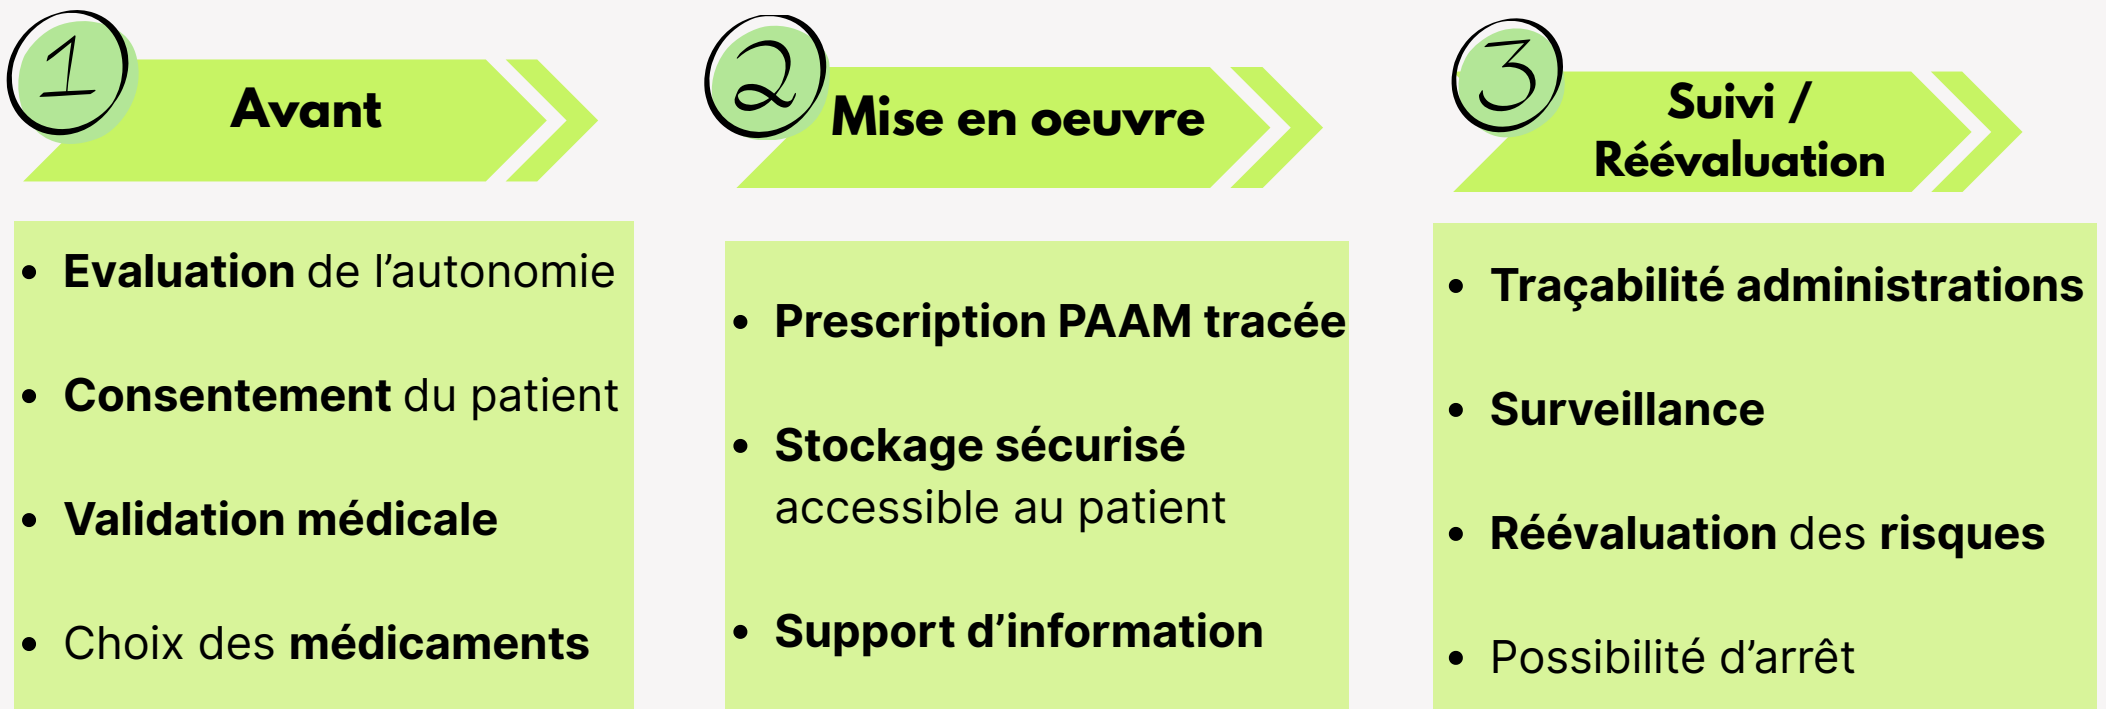 1
Avant
• Evaluation de l’autonomie
• Consentement du patient
• Validation médicale
• Choix des médicaments
2
Mise en oeuvre
• Prescription PAAM tracée
• Stockage sécurisé
accessible au patient
• Support d’information
3
Suivi /
Réévaluation
• Traçabilité administrations
• Surveillance
• Réévaluation des risques
• Possibilité d’arrêt